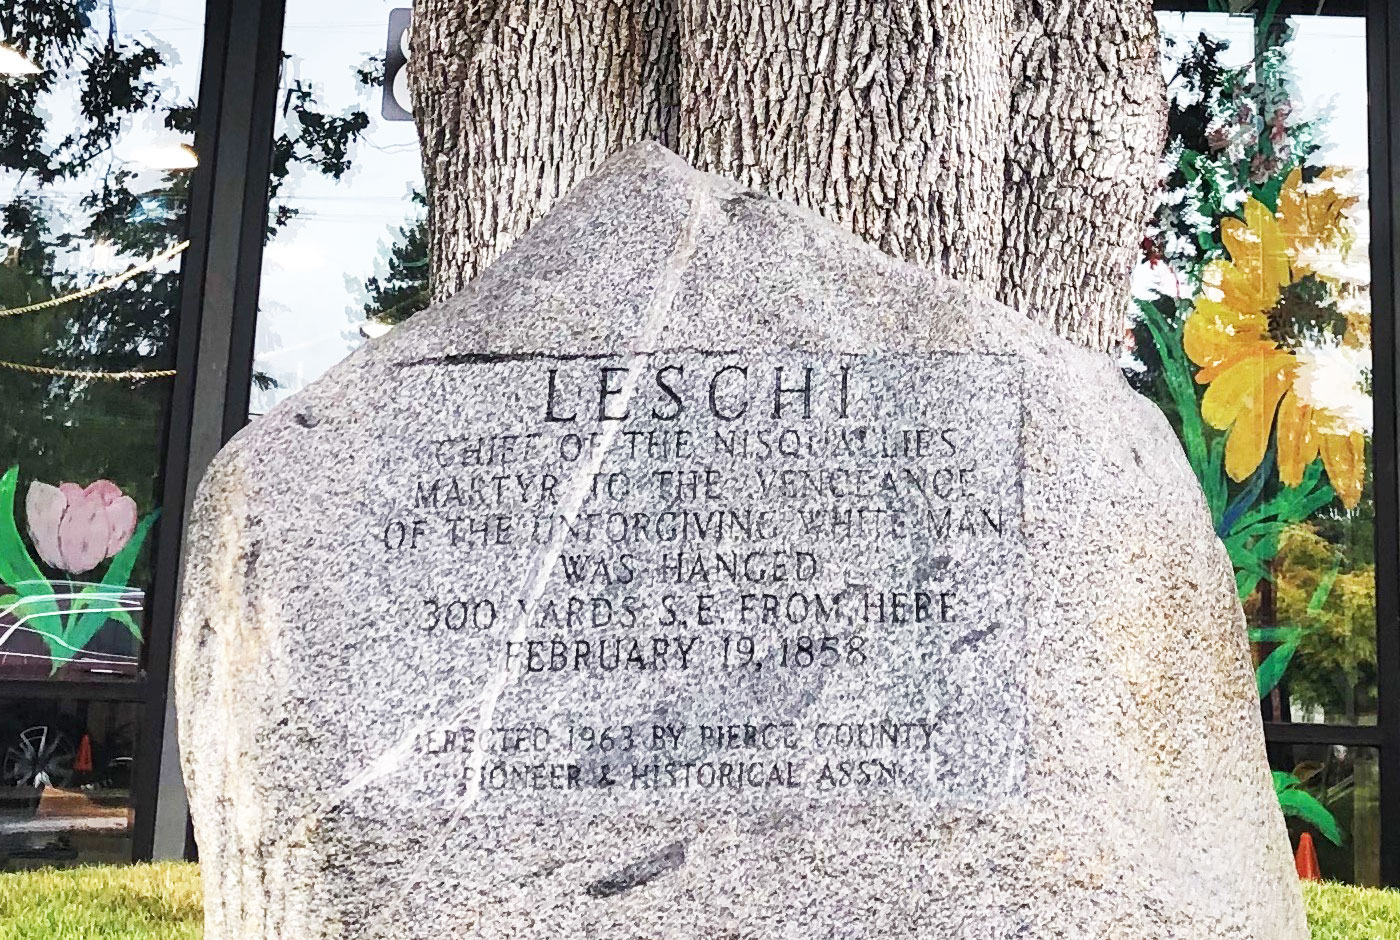 LESCHI
CHIEF OF THE NISQUALLIES
MARTYR TO THE VENGEANCE
OF THE UNFORGIVING WHITE MAN
WAS HANGED
300 YARDS S.E. FROM HERE
FEBRUARY 19, 1858
ERECTED 1963 BY PIERCE COUNTY
PIONEER & HISTORICAL ASS'N.